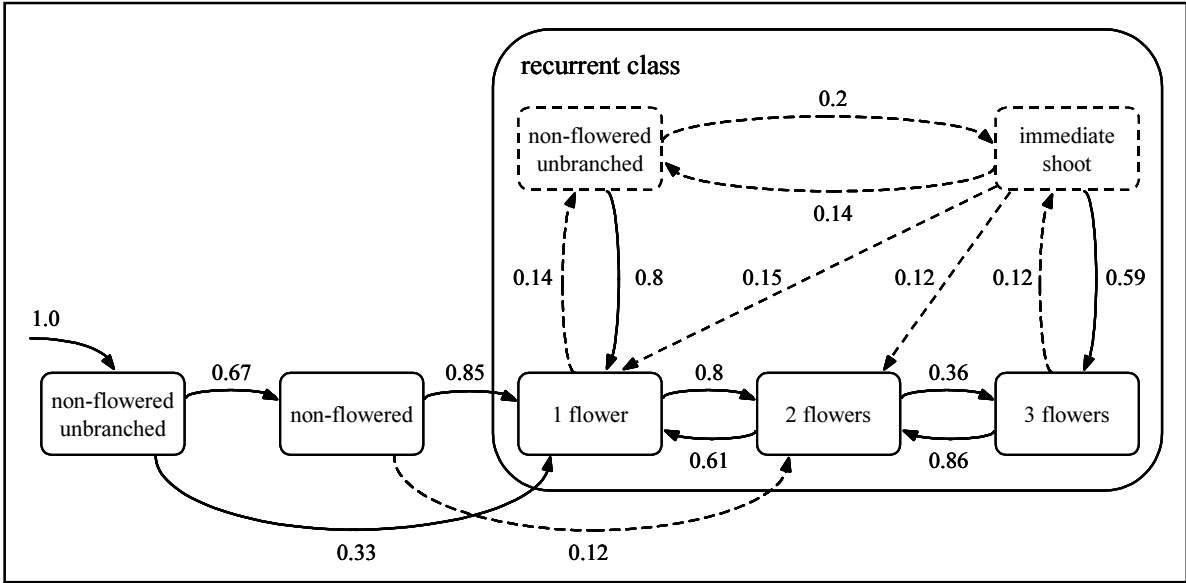 recurrent class
0.2
non-flowered
unbranched
immediate
shoot
0.14
0.14
0.8
0.15
0.12
0.12
0.59
1.0
0.67
0.85
0.8
0.36
non-flowered
unbranched
non-flowered
1 flower
2 flowers
3 flowers
0.61
0.86
0.33
0.12